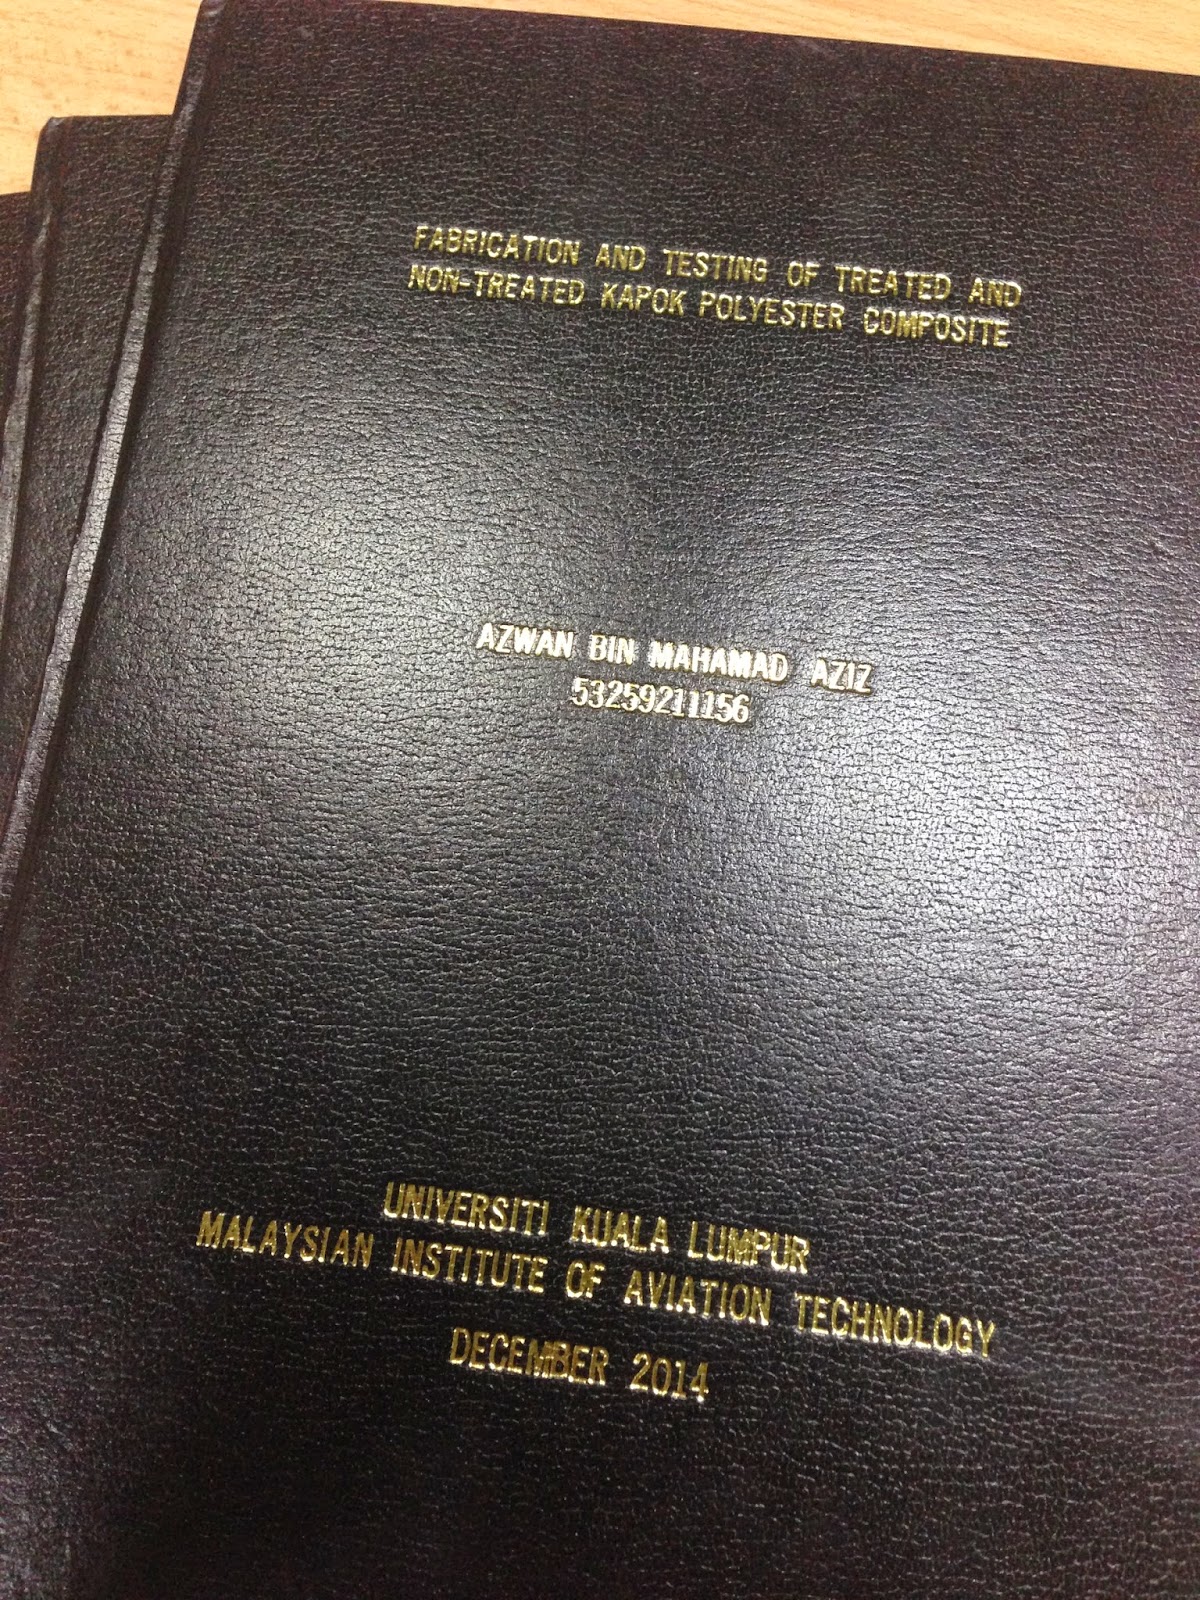 FABRICATION AND TESTING OF TREATED AND
NON-TREATED KAPOK POLYESTER COMPOSITE
AZWAN BIN MAHAMAD AZIZ
53259211156
UNIVERSITI KUALA LUMPUR
MALAYSIAN INSTITUTE OF AVIATION TECHNOLOGY
DECEMBER 2014